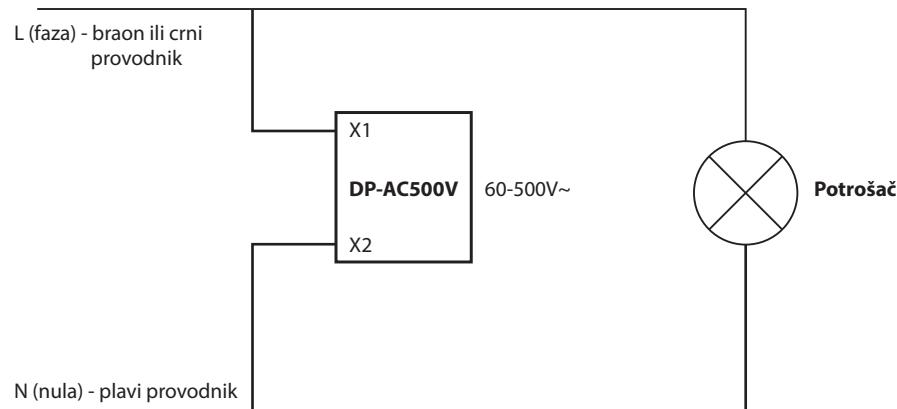 L (faza) - braon ili crni
provodnik
X1
DP-AC500V
60-500V~
X2
Potrošač
N (nula) - plavi provodnik